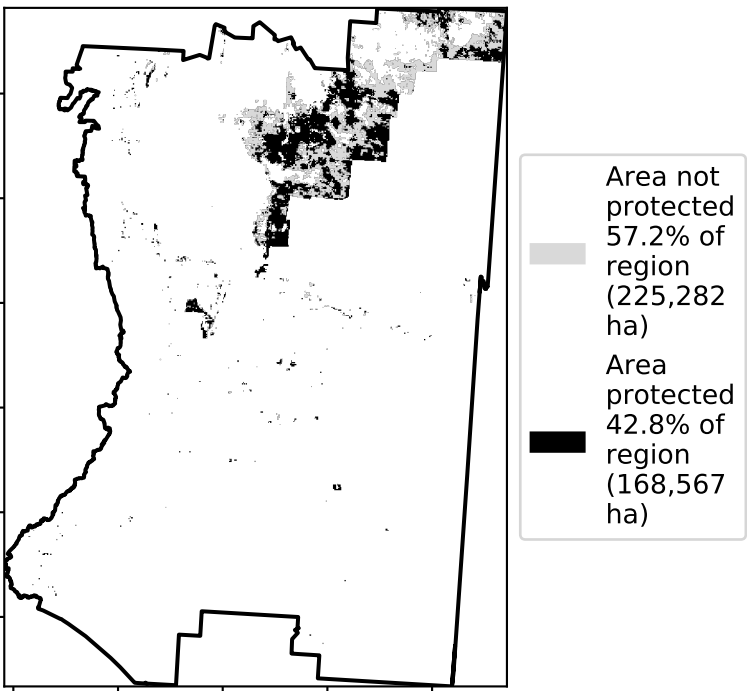 Area not
protected
57.2% of
region
(225,282
ha)
Area
protected
42.8% of
region
(168,567
ha)